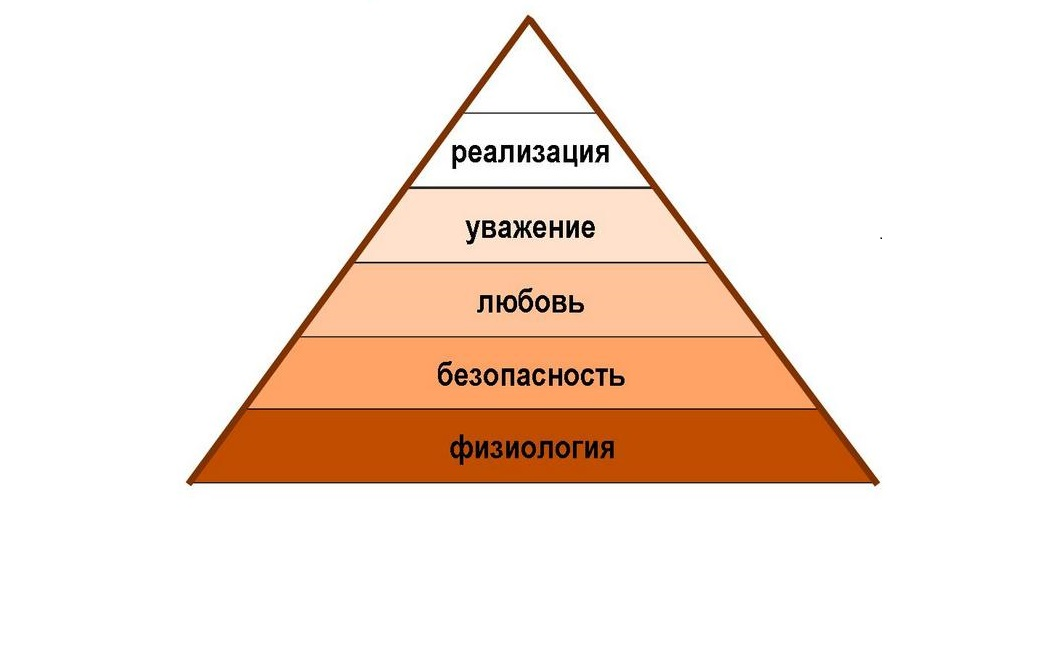 реализация
уважение
любовь
безопасность
физиология